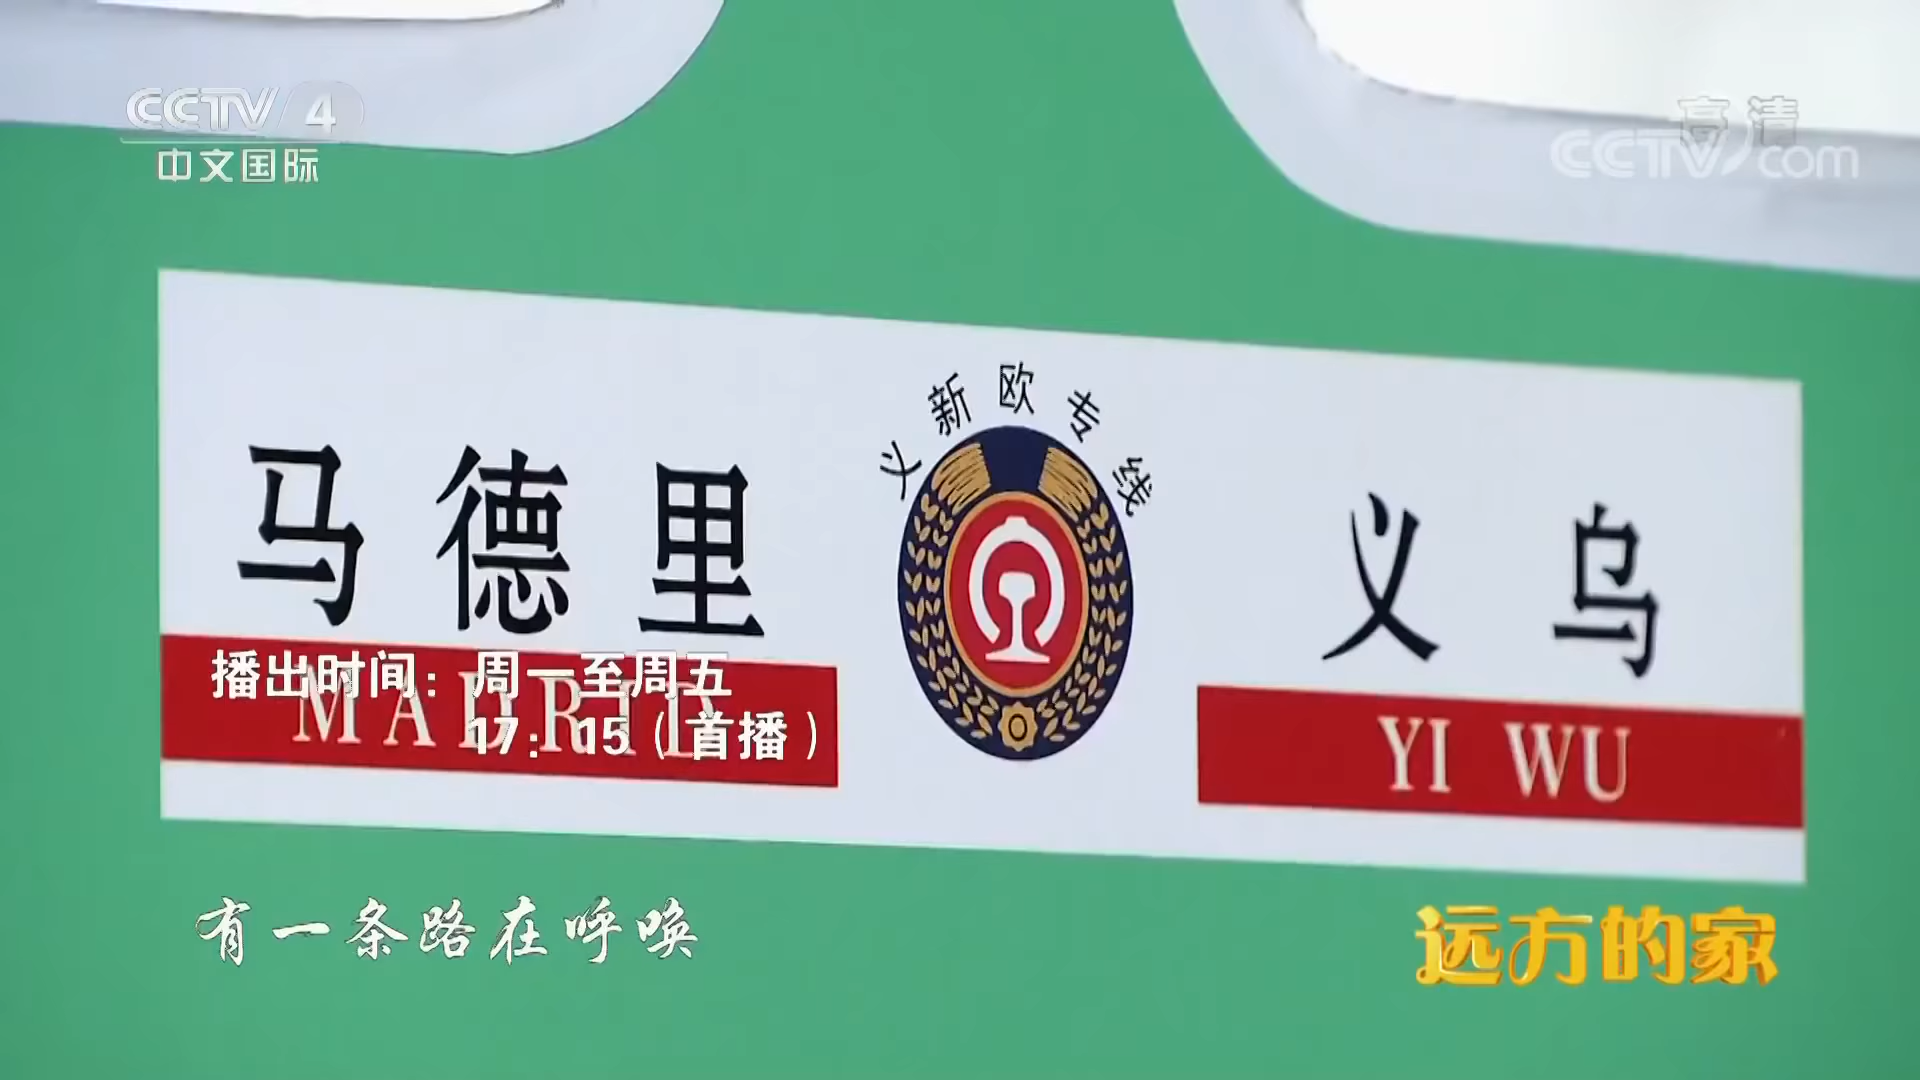 CCTV 4
中文国际
高清
CCTV.com
义新欧专线
马德里
义乌
MADRID
YI WU
播出时间：周一至周五
17：15（首播）
有一条路在呼唤
远方的家